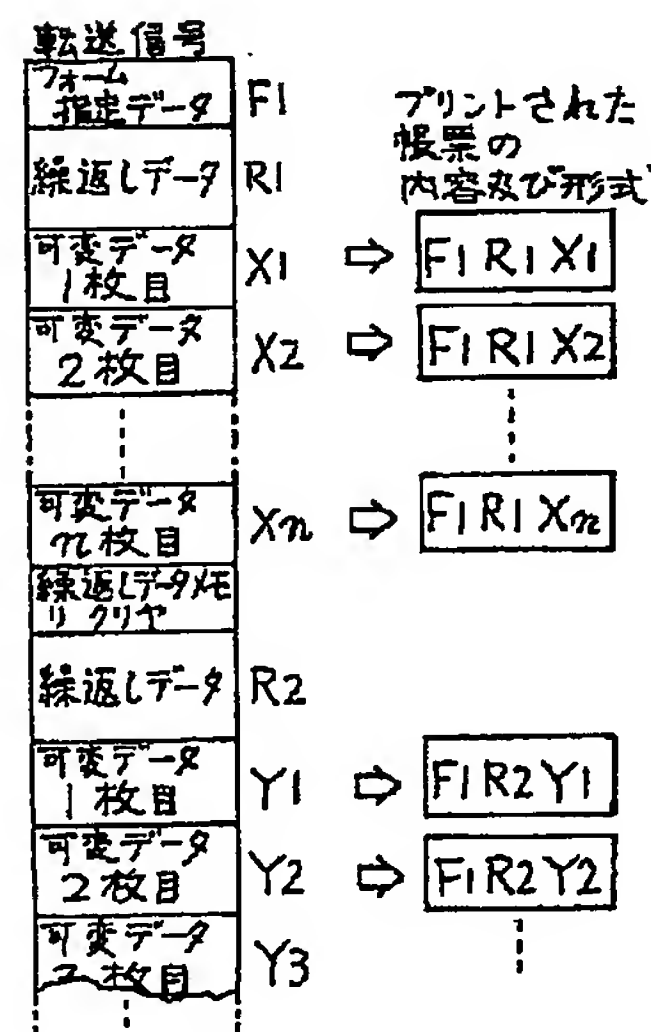 転送信号
フォーム
指定データ F1
プリントされた
帳票の
内容及び形式
繰返しデータ R1
可変データ
1枚目 X1 ⇨ F1 R1 X1
可変データ
2枚目 X2 ⇨ F1 R1 X2
可変データ
n枚目 Xn ⇨ F1 R1 Xn
繰返しデータメモ
リ クリヤ
繰返しデータ R2
可変データ
1枚目 Y1 ⇨ F1 R2 Y1
可変データ
2枚目 Y2 ⇨ F1 R2 Y2
可変データ
枚目 Y3